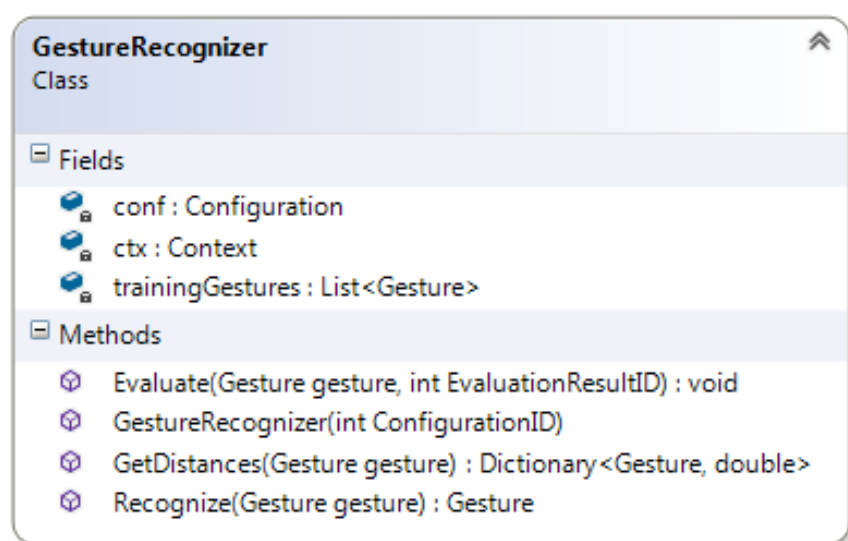 GestureRecognizer
Class
Fields
conf : Configuration
ctx : Context
trainingGestures : List<Gesture>
Methods
Evaluate(Gesture gesture, int EvaluationResultID) : void
GestureRecognizer(int ConfigurationID)
GetDistances(Gesture gesture) : Dictionary<Gesture, double>
Recognize(Gesture gesture) : Gesture